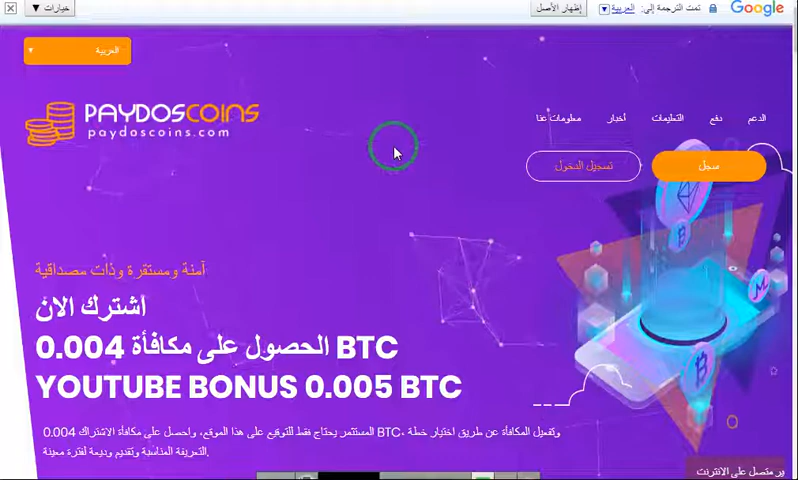 خيارات ▼
إظهار الأصل
تمت الترجمة إلى: العربية
Google
العربية
PAYDOSCOINS
paydoscoins.com
الدعم
دفع
التعليمات
أخبار
معلومات عنا
تسجيل الدخول
سجل
آمنة ومستقرة وذات مصداقية
اشترك الآن
الحصول على مكافأة 0.004 BTC
YOUTUBE BONUS 0.005 BTC
المستثمر يحتاج فقط للتوقيع على هذا الموقع، واحصل على مكافأة الاشتراك 0.004 BTC، وتفعيل المكافأة عن طريق اختيار خطة
التعريفة المناسبة وتقديم وديعة لفترة معينة.
متصل على الانترنت